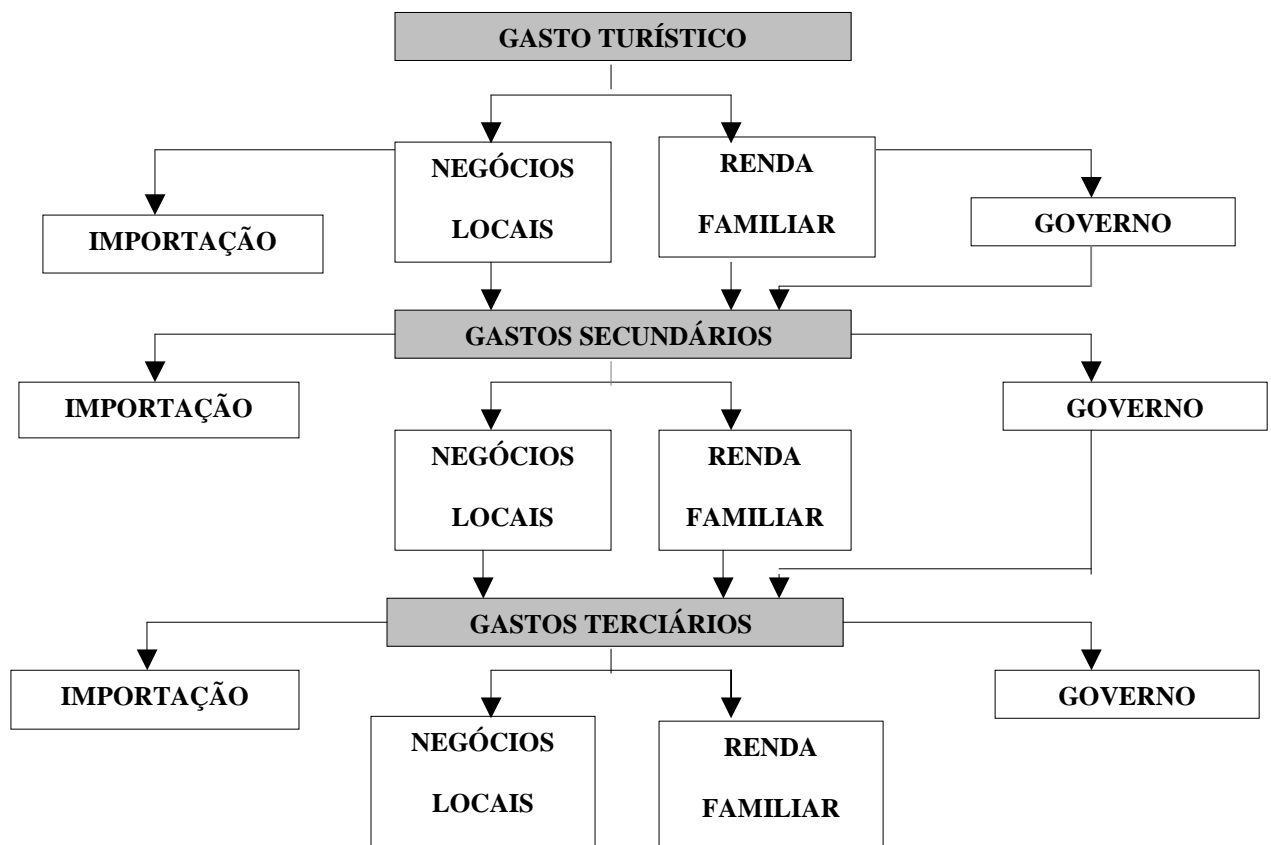 GASTO TURÍSTICO
NEGÓCIOS
LOCAIS
RENDA
FAMILIAR
IMPORTAÇÃO
GOVERNO
GASTOS SECUNDÁRIOS
IMPORTAÇÃO
GOVERNO
NEGÓCIOS
LOCAIS
RENDA
FAMILIAR
GASTOS TERCIÁRIOS
IMPORTAÇÃO
GOVERNO
NEGÓCIOS
LOCAIS
RENDA
FAMILIAR